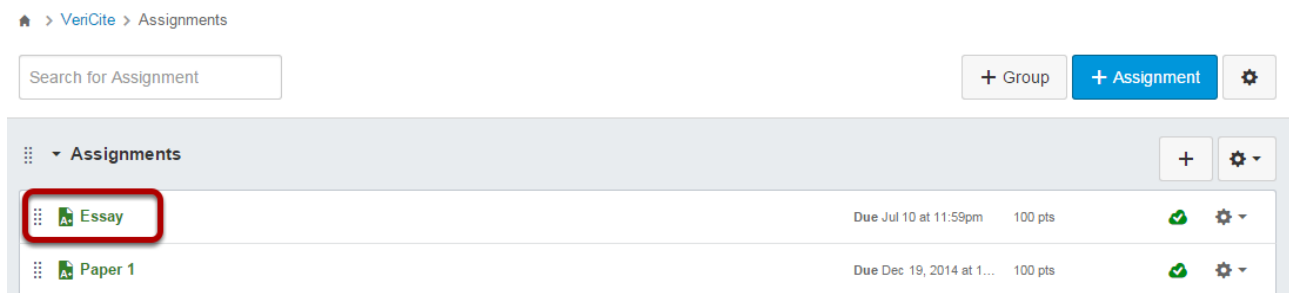 > VeriCite > Assignments
Search for Assignment + Group + Assignment
Assignments +
Essay Due Jul 10 at 11:59pm 100 pts
Paper 1 Due Dec 19, 2014 at 1... 100 pts